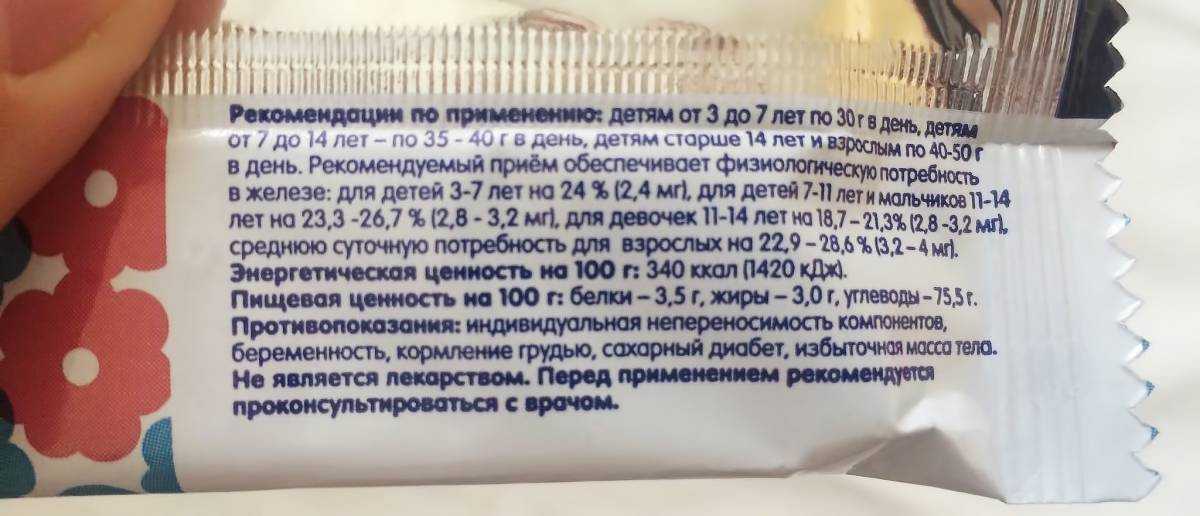 Рекомендации по применению: детям от 3 до 7 лет по 30 г в день, детям
от 7 до 14 лет – по 35 - 40 г в день, детям старше 14 лет и взрослым по 40-50 г
в день. Рекомендуемый приём обеспечивает физиологическую потребность
в железе: для детей 3-7 лет на 24 % (2,4 мг), для детей 7-11 лет и мальчиков 11-14
лет на 23,3 -26,7 % (2,8 - 3,2 мг), для девочек 11-14 лет на 18,7 – 21,3% (2,8 -3,2 мг),
среднюю суточную потребность для взрослых на 22,9 – 28,6 % (3,2 – 4 мг).
Энергетическая ценность на 100 г: 340 ккал (1420 кДж).
Пищевая ценность на 100 г: белки – 3,5 г, жиры – 3,0 г, углеводы – 75,5 г.
Противопоказания: индивидуальная непереносимость компонентов,
беременность, кормление грудью, сахарный диабет, избыточная масса тела.
Не является лекарством. Перед применением рекомендуется
проконсультироваться с врачом.